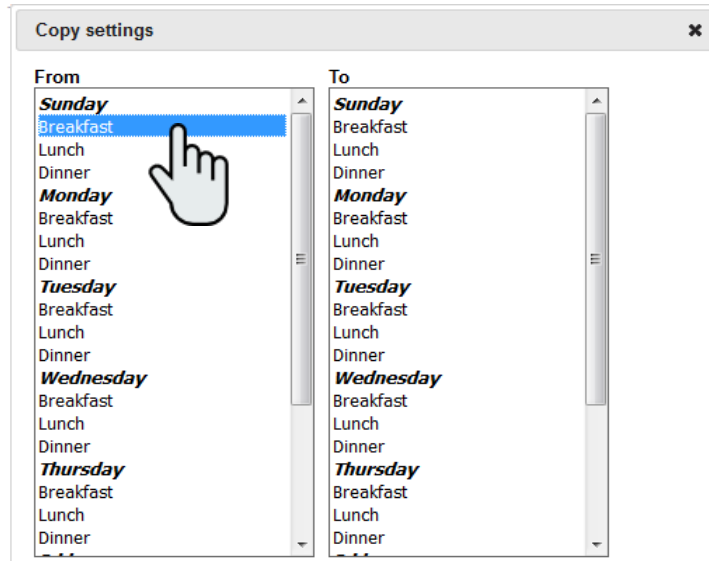 Copy settings
From
Sunday
Breakfast
Lunch
Dinner
Monday
Breakfast
Lunch
Dinner
Tuesday
Breakfast
Lunch
Dinner
Wednesday
Breakfast
Lunch
Dinner
Thursday
Breakfast
Lunch
Dinner
To
Sunday
Breakfast
Lunch
Dinner
Monday
Breakfast
Lunch
Dinner
Tuesday
Breakfast
Lunch
Dinner
Wednesday
Breakfast
Lunch
Dinner
Thursday
Breakfast
Lunch
Dinner